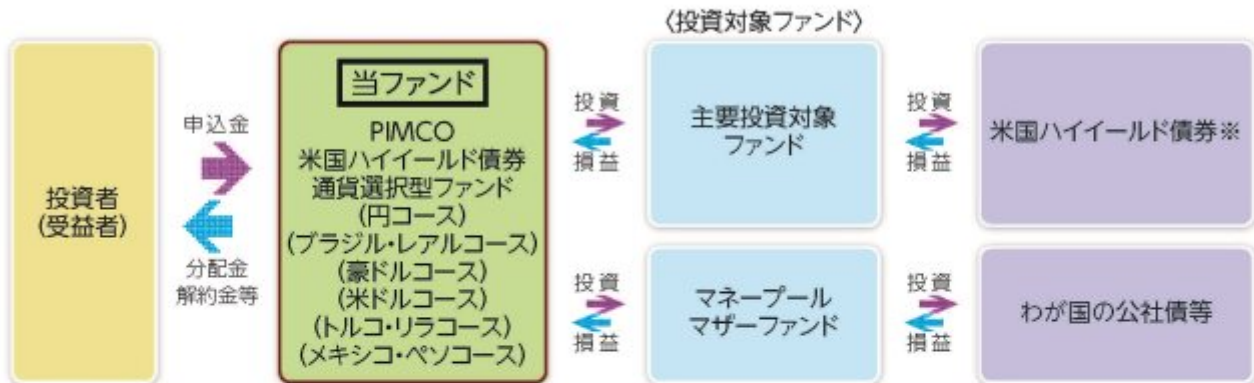 〈投資対象ファンド〉
投資者
(受益者)
申込金
分配金
解約金等
当ファンド
PIMCO
米国ハイイールド債券
通貨選択型ファンド
(円コース)
(ブラジル・レアルコース)
(豪ドルコース)
(米ドルコース)
(トルコ・リラコース)
(メキシコ・ペソコース)
投資
損益
主要投資対象
ファンド
投資
損益
米国ハイイールド債券※
投資
損益
マネープール
マザーファンド
投資
損益
わが国の公社債等